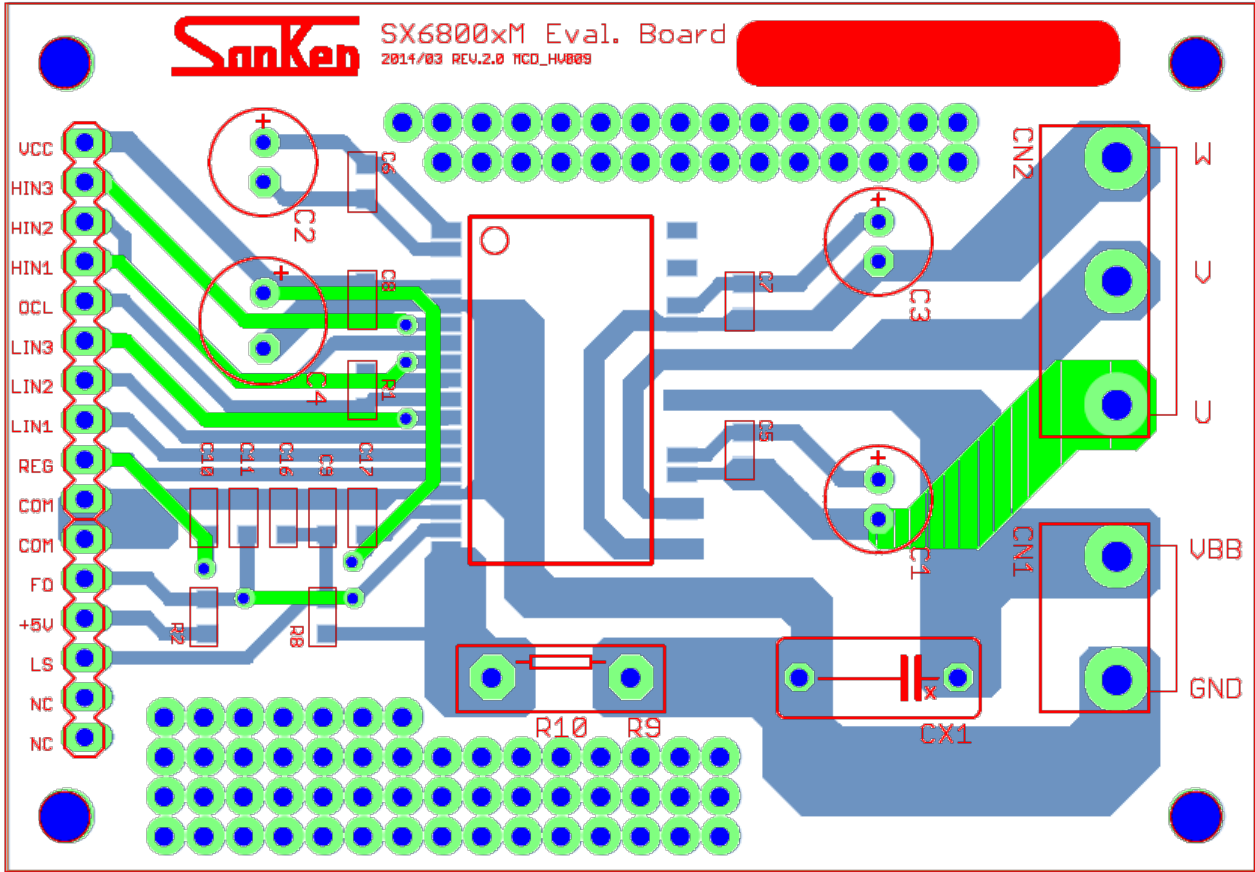 SanKen
SX6800xM Eval. Board
2014/03 REV.2.0 MCD_HV009
VCC
HIN3
HIN2
HIN1
OCL
LIN3
LIN2
LIN1
REG
COM
COM
FO
+5V
LS
NC
NC
+
C2
C6
+
C4
C8
R1
C10
C11
C16
C9
C17
R2
R8
C7
+
C3
C5
+
C1
CN2
W
V
U
CN1
VBB
GND
R10
R9
CX1
x